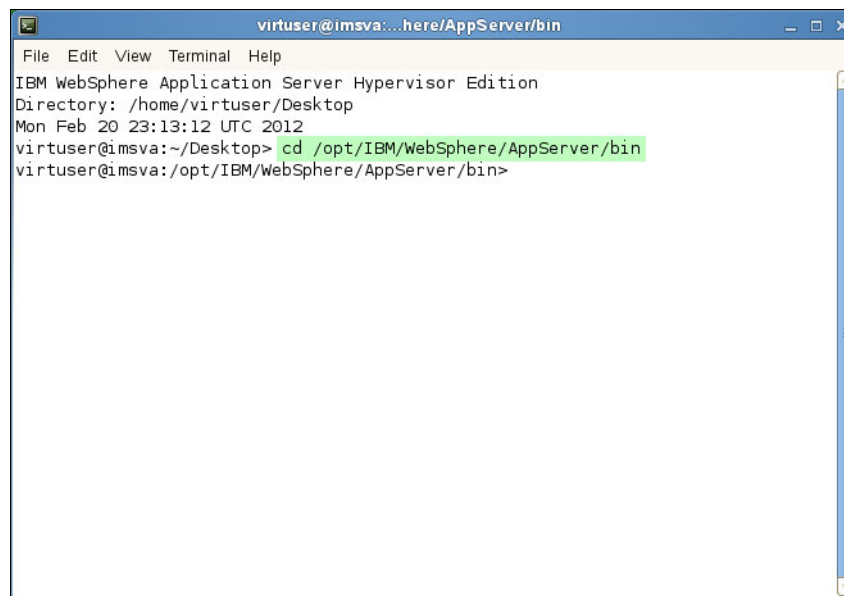 virtuser@imsva:...here/AppServer/bin
File Edit View Terminal Help
IBM WebSphere Application Server Hypervisor Edition
Directory: /home/virtuser/Desktop
Mon Feb 20 23:13:12 UTC 2012
virtuser@imsva:~/Desktop> cd /opt/IBM/WebSphere/AppServer/bin
virtuser@imsva:/opt/IBM/WebSphere/AppServer/bin>